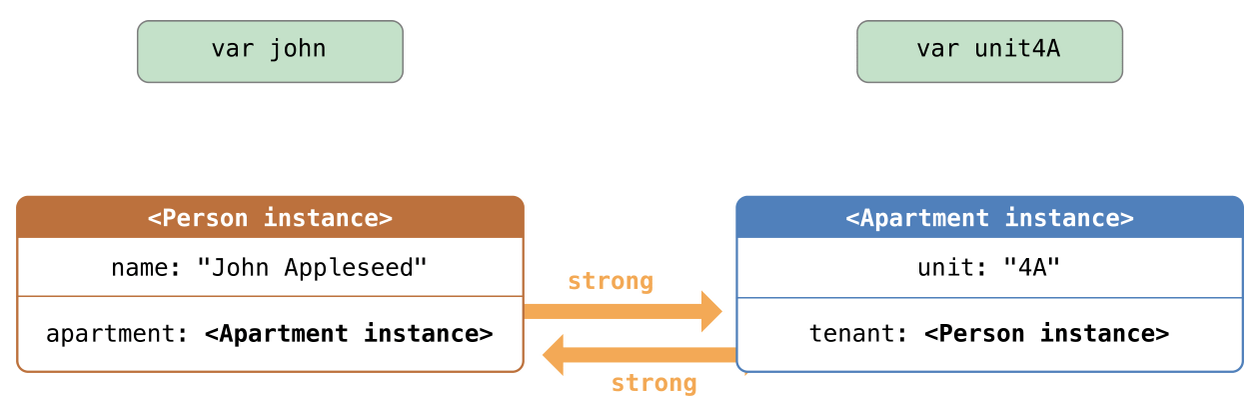 var john
var unit4A
<Person instance>
name: "John Appleseed"
apartment: <Apartment instance>
strong
strong
<Apartment instance>
unit: "4A"
tenant: <Person instance>